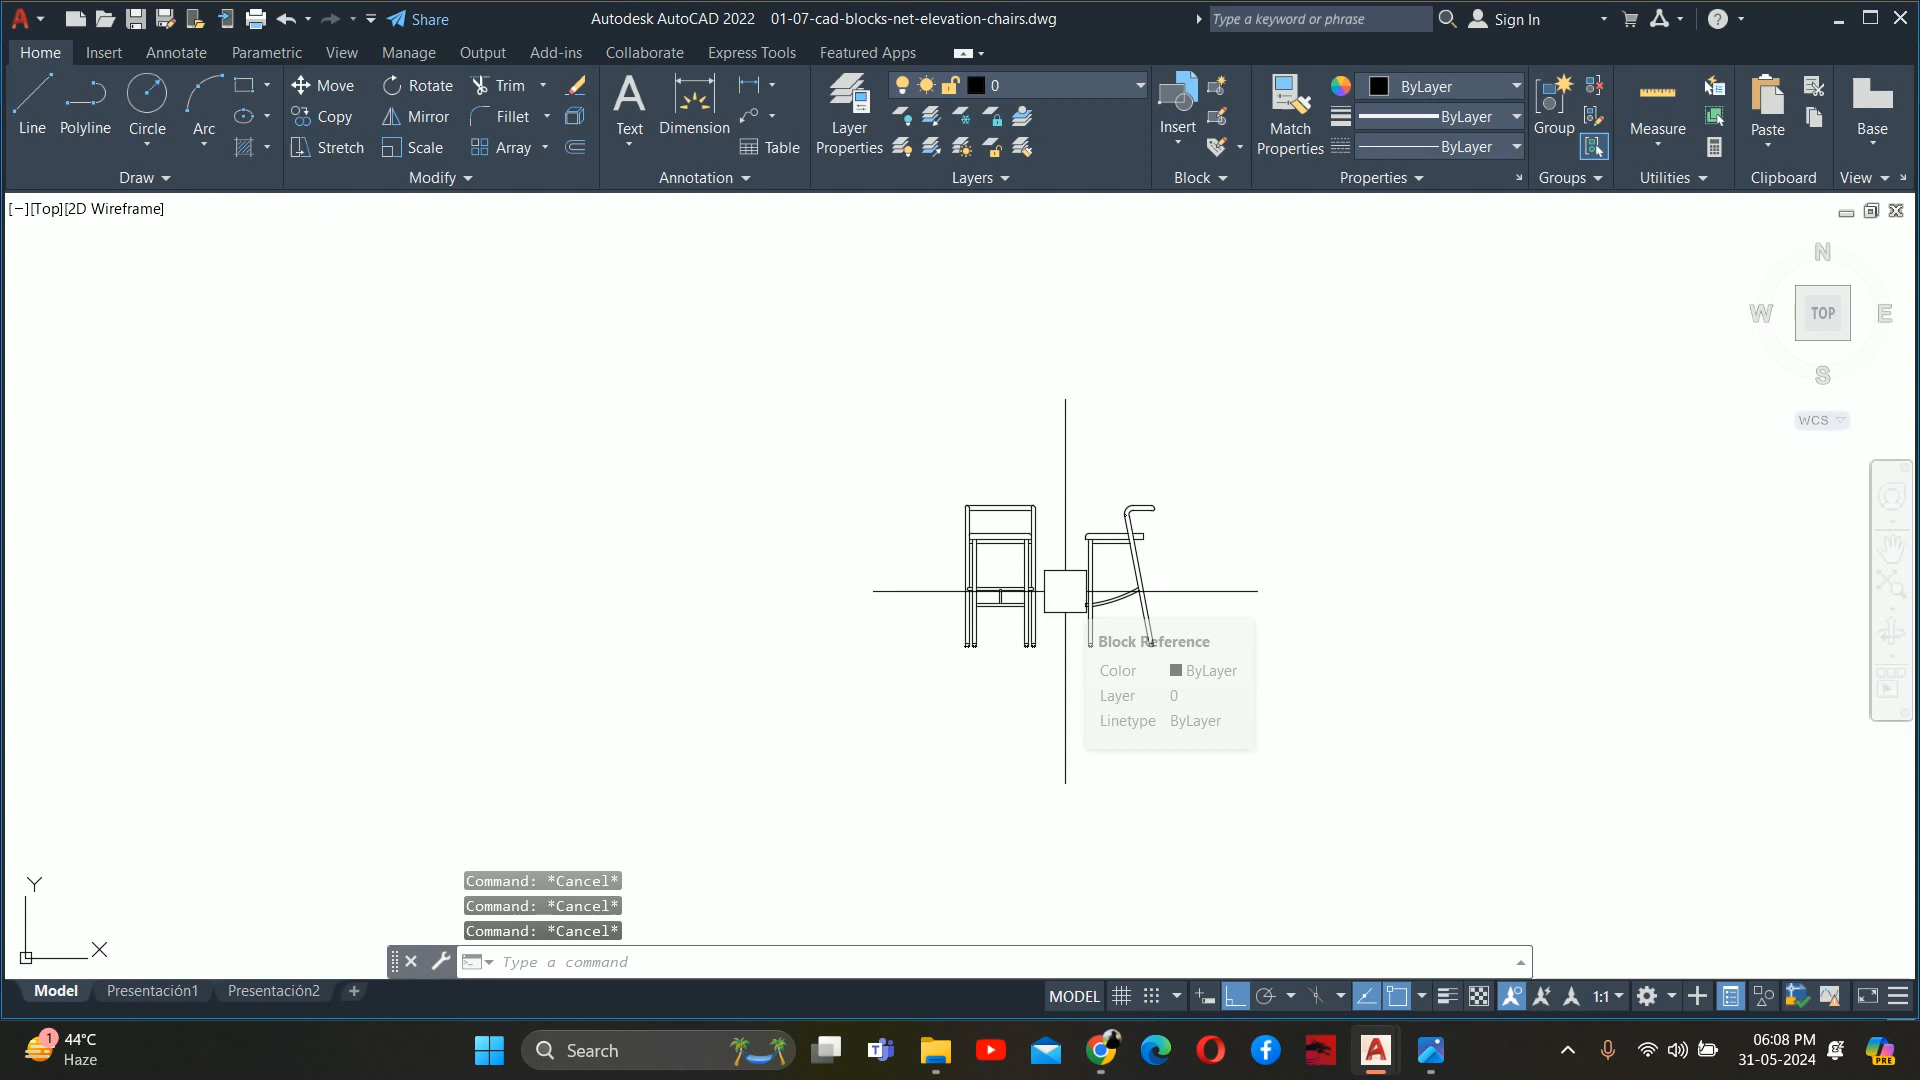 Share
Autodesk AutoCAD 2022 01-07-cad-blocks-net-elevation-chairs.dwg
Type a keyword or phrase
Sign In
Home Insert Annotate Parametric View Manage Output Add-ins Collaborate Express Tools Featured Apps
Line
Polyline
Circle
Arc
Draw
Move Rotate Trim
Copy Mirror Fillet
Stretch Scale Array
Modify
Text
Dimension
Table
Annotation
Layer
Properties
0
Layers
Insert
Block
Match
Properties
ByLayer
ByLayer
ByLayer
Properties
Group
Groups
Measure
Utilities
Paste
Clipboard
Base
View
[−][Top][2D Wireframe]
N
W TOP E
S
WCS
Block Reference
Color ByLayer
Layer 0
Linetype ByLayer
Y
X
Command: *Cancel*
Command: *Cancel*
Command: *Cancel*
Type a command
Model Presentación1 Presentación2
MODEL 1:1
1
44°C
Haze
Search
PRE
06:08 PM
31-05-2024